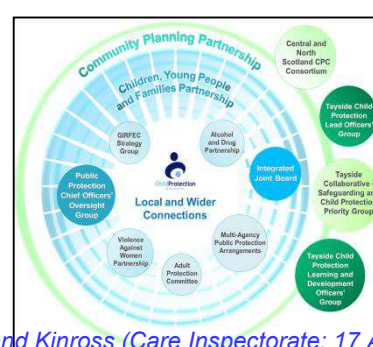 Community Planning Partnership
Children, Young People
and Families Partnership
Central and
North
Scotland CPC
Consortium
GIRFEC
Strategy
Group
Alcohol
and Drug
Partnership
Tayside Child
Protection
Lead Officers'
Group
ChildProtection
Public
Protection
Chief Officers'
Oversight
Group
Local and Wider
Connections
Integrated
Joint Board
Tayside
Collaborative -
Safeguarding and
Child Protection
Priority Group
Violence
Against
Women
Partnership
Adult
Protection
Committee
Multi-Agency
Public Protection
Arrangements
Tayside Child
Protection
Learning and
Development
Officers'
Group
nd Kinross (Care Inspectorate: 17 A